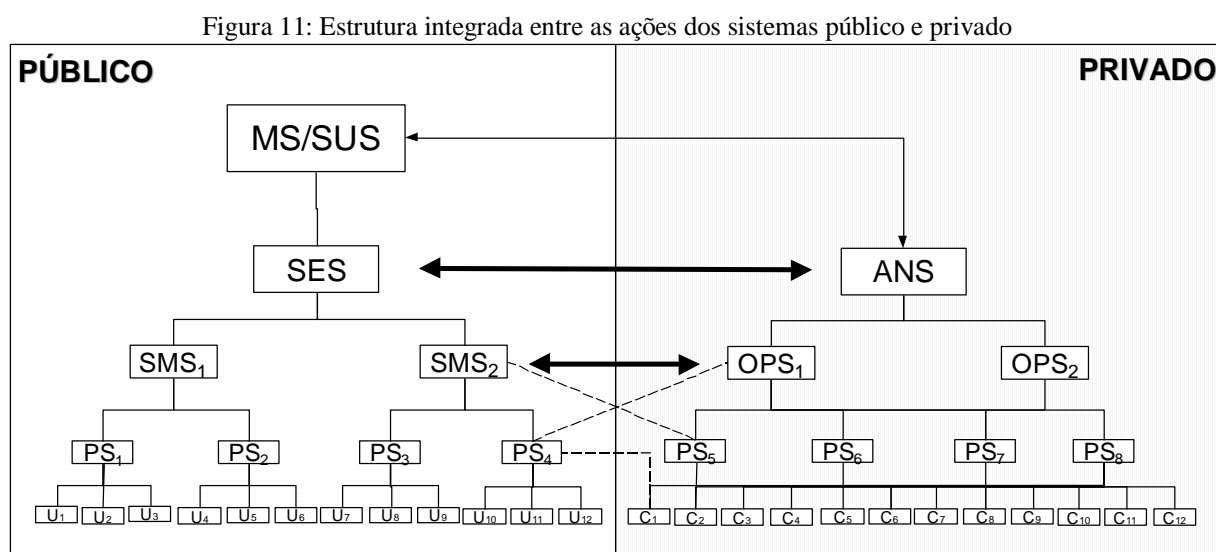 Figura 11: Estrutura integrada entre as ações dos sistemas público e privado
PÚBLICO PRIVADO
MS/SUS
SES ANS
SMS₁ SMS₂ OPS₁ OPS₂
PS₁ PS₂ PS₃ PS₄ PS₅ PS₆ PS₇ PS₈
U₁ U₂ U₃ U₄ U₅ U₆ U₇ U₈ U₉ U₁₀ U₁₁ U₁₂ C₁ C₂ C₃ C₄ C₅ C₆ C₇ C₈ C₉ C₁₀ C₁₁ C₁₂